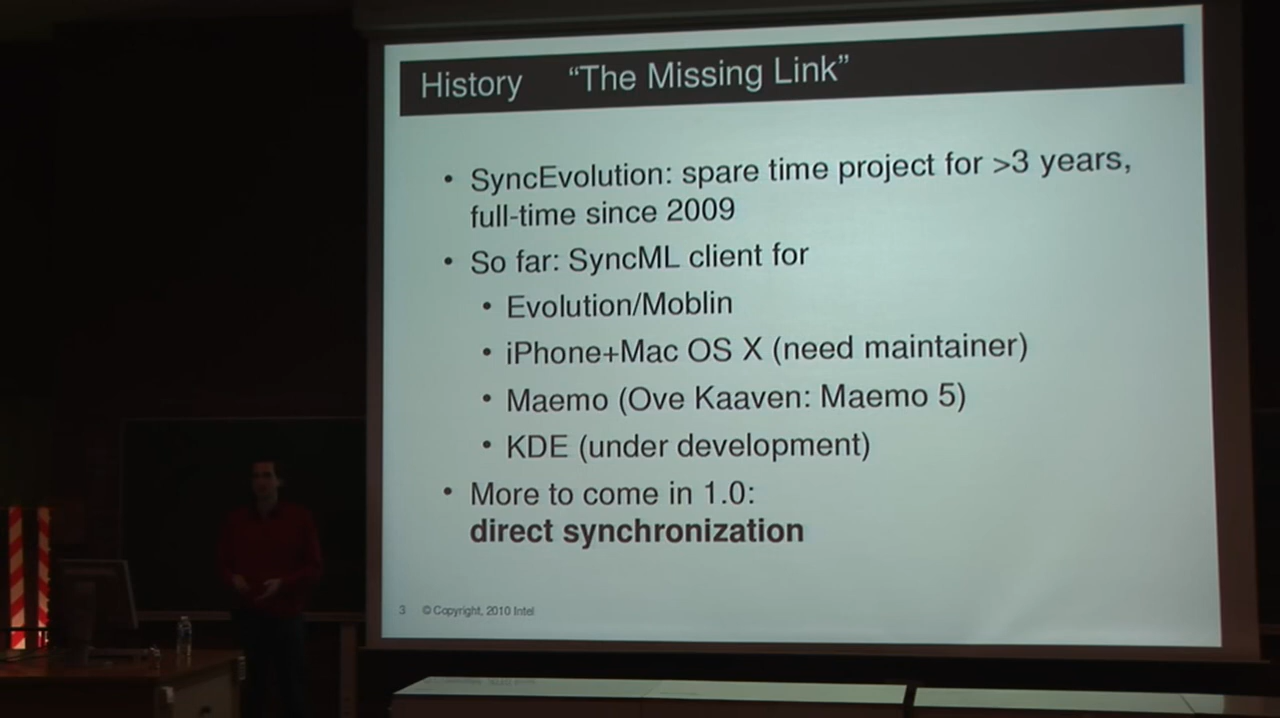 History “The Missing Link”
• SyncEvolution: spare time project for >3 years,
full-time since 2009
• So far: SyncML client for
• Evolution/Moblin
• iPhone+Mac OS X (need maintainer)
• Maemo (Ove Kaaven: Maemo 5)
• KDE (under development)
• More to come in 1.0:
direct synchronization
3 © Copyright, 2010 Intel